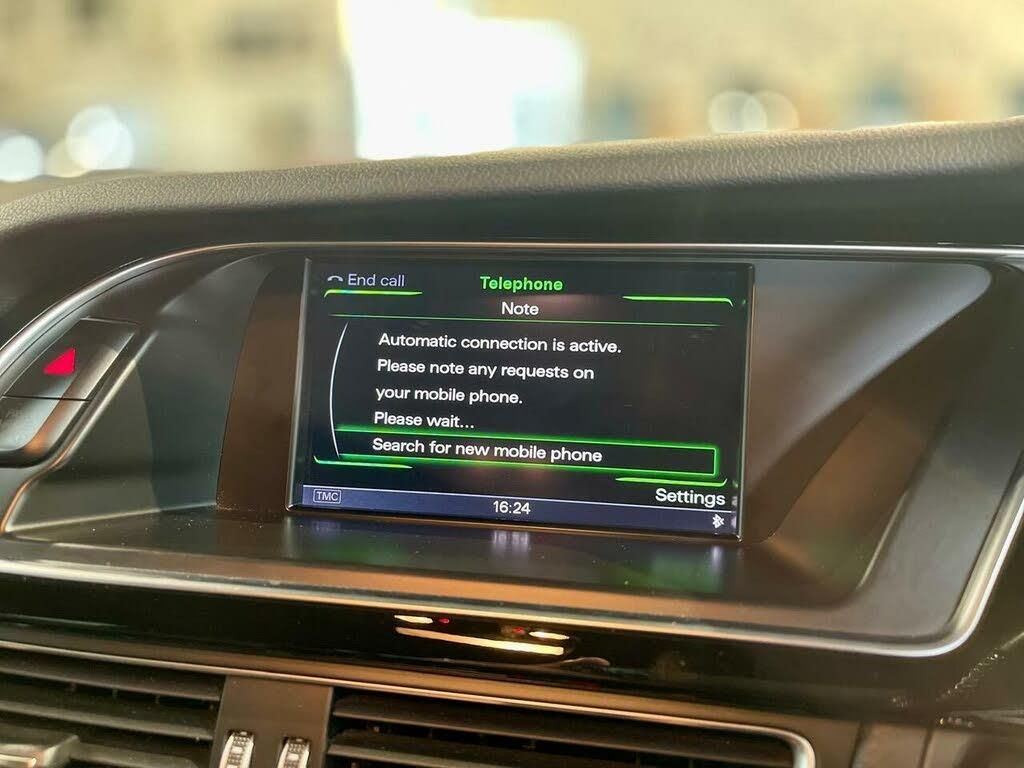 End call
Telephone
Note
Automatic connection is active.
Please note any requests on
your mobile phone.
Please wait...
Search for new mobile phone
Settings
TMC
16:24